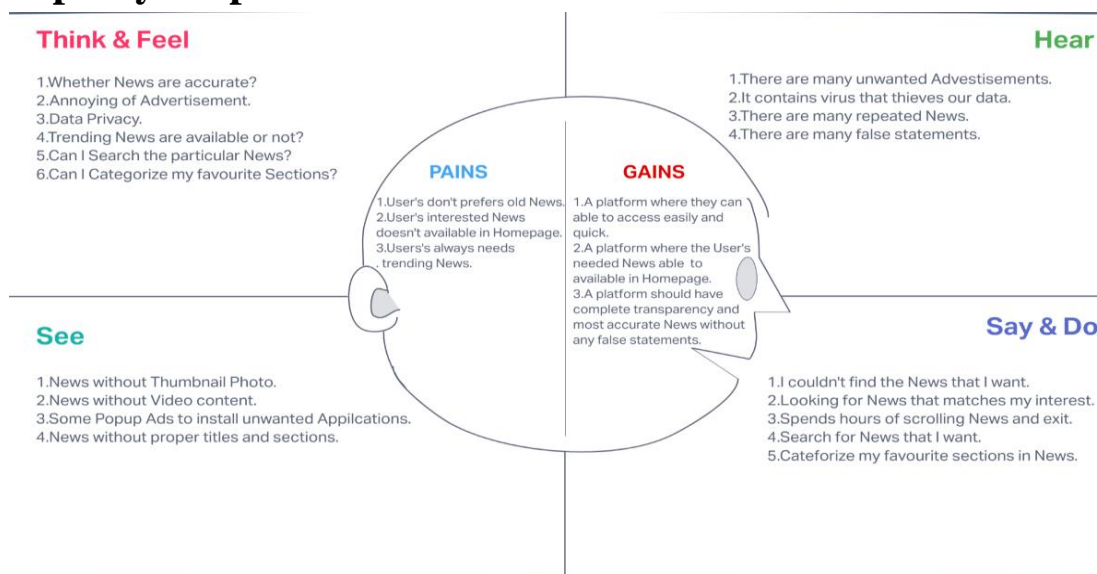 Think & Feel
1.Whether News are accurate?
2.Annoying of Advertisement.
3.Data Privacy.
4.Trending News are available or not?
5.Can I Search the particular News?
6.Can I Categorize my favourite Sections?
Hear
1.There are many unwanted Advestisements.
2.It contains virus that thieves our data.
3.There are many repeated News.
4.There are many false statements.
PAINS
1.User's don't prefers old News.
2.User's interested News
doesn't available in Homepage.
3.Users's always needs
. trending News.
GAINS
1.A platform where they can
able to access easily and
quick.
2.A platform where the User's
needed News able to
available in Homepage.
3.A platform should have
complete transparency and
most accurate News without
any false statements.
See
1.News without Thumbnail Photo.
2.News without Video content.
3.Some Popup Ads to install unwanted Appilcations.
4.News without proper titles and sections.
Say & Do
1.I couldn't find the News that I want.
2.Looking for News that matches my interest.
3.Spends hours of scrolling News and exit.
4.Search for News that I want.
5.Cateforize my favourite sections in News.